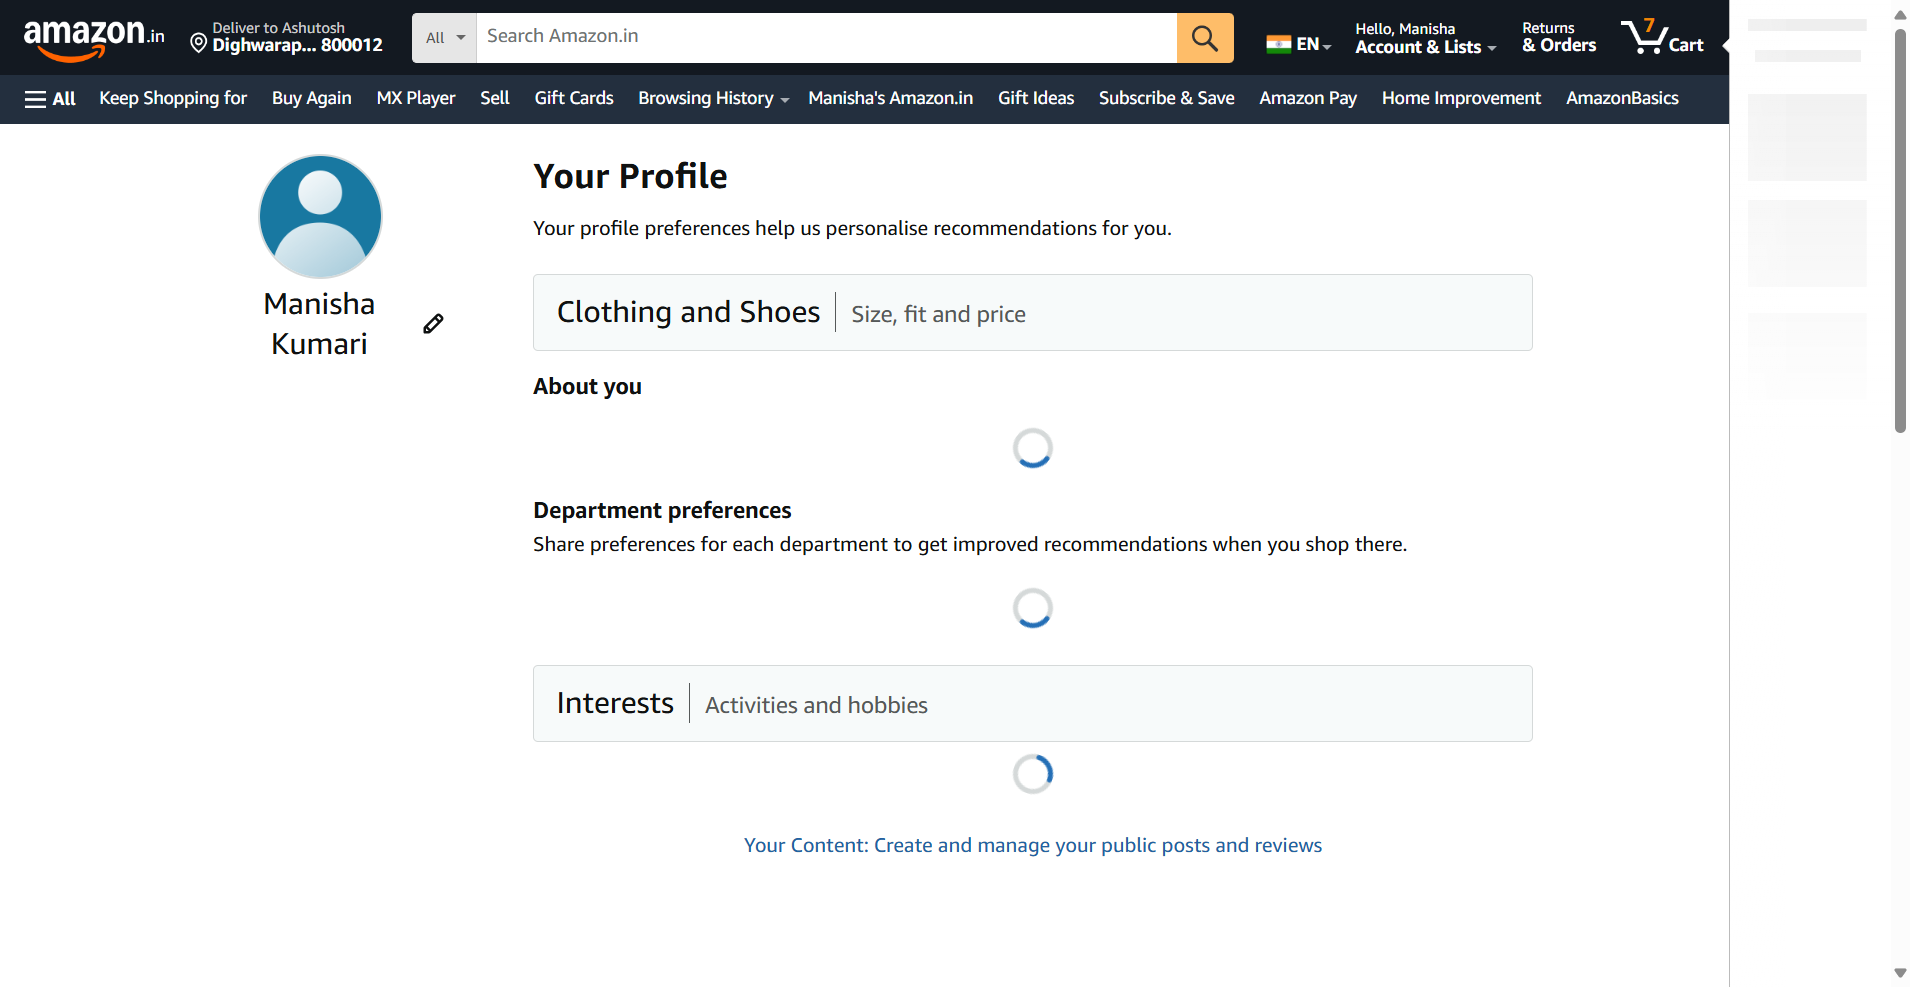 amazon.in
Deliver to Ashutosh
Dighwarap... 800012
All
Search Amazon.in
EN
Hello, Manisha
Account & Lists
Returns
& Orders
7
Cart
All
Keep Shopping for
Buy Again
MX Player
Sell
Gift Cards
Browsing History
Manisha's Amazon.in
Gift Ideas
Subscribe & Save
Amazon Pay
Home Improvement
AmazonBasics
Manisha
Kumari
Your Profile
Your profile preferences help us personalise recommendations for you.
Clothing and Shoes | Size, fit and price
About you
Department preferences
Share preferences for each department to get improved recommendations when you shop there.
Interests | Activities and hobbies
Your Content: Create and manage your public posts and reviews